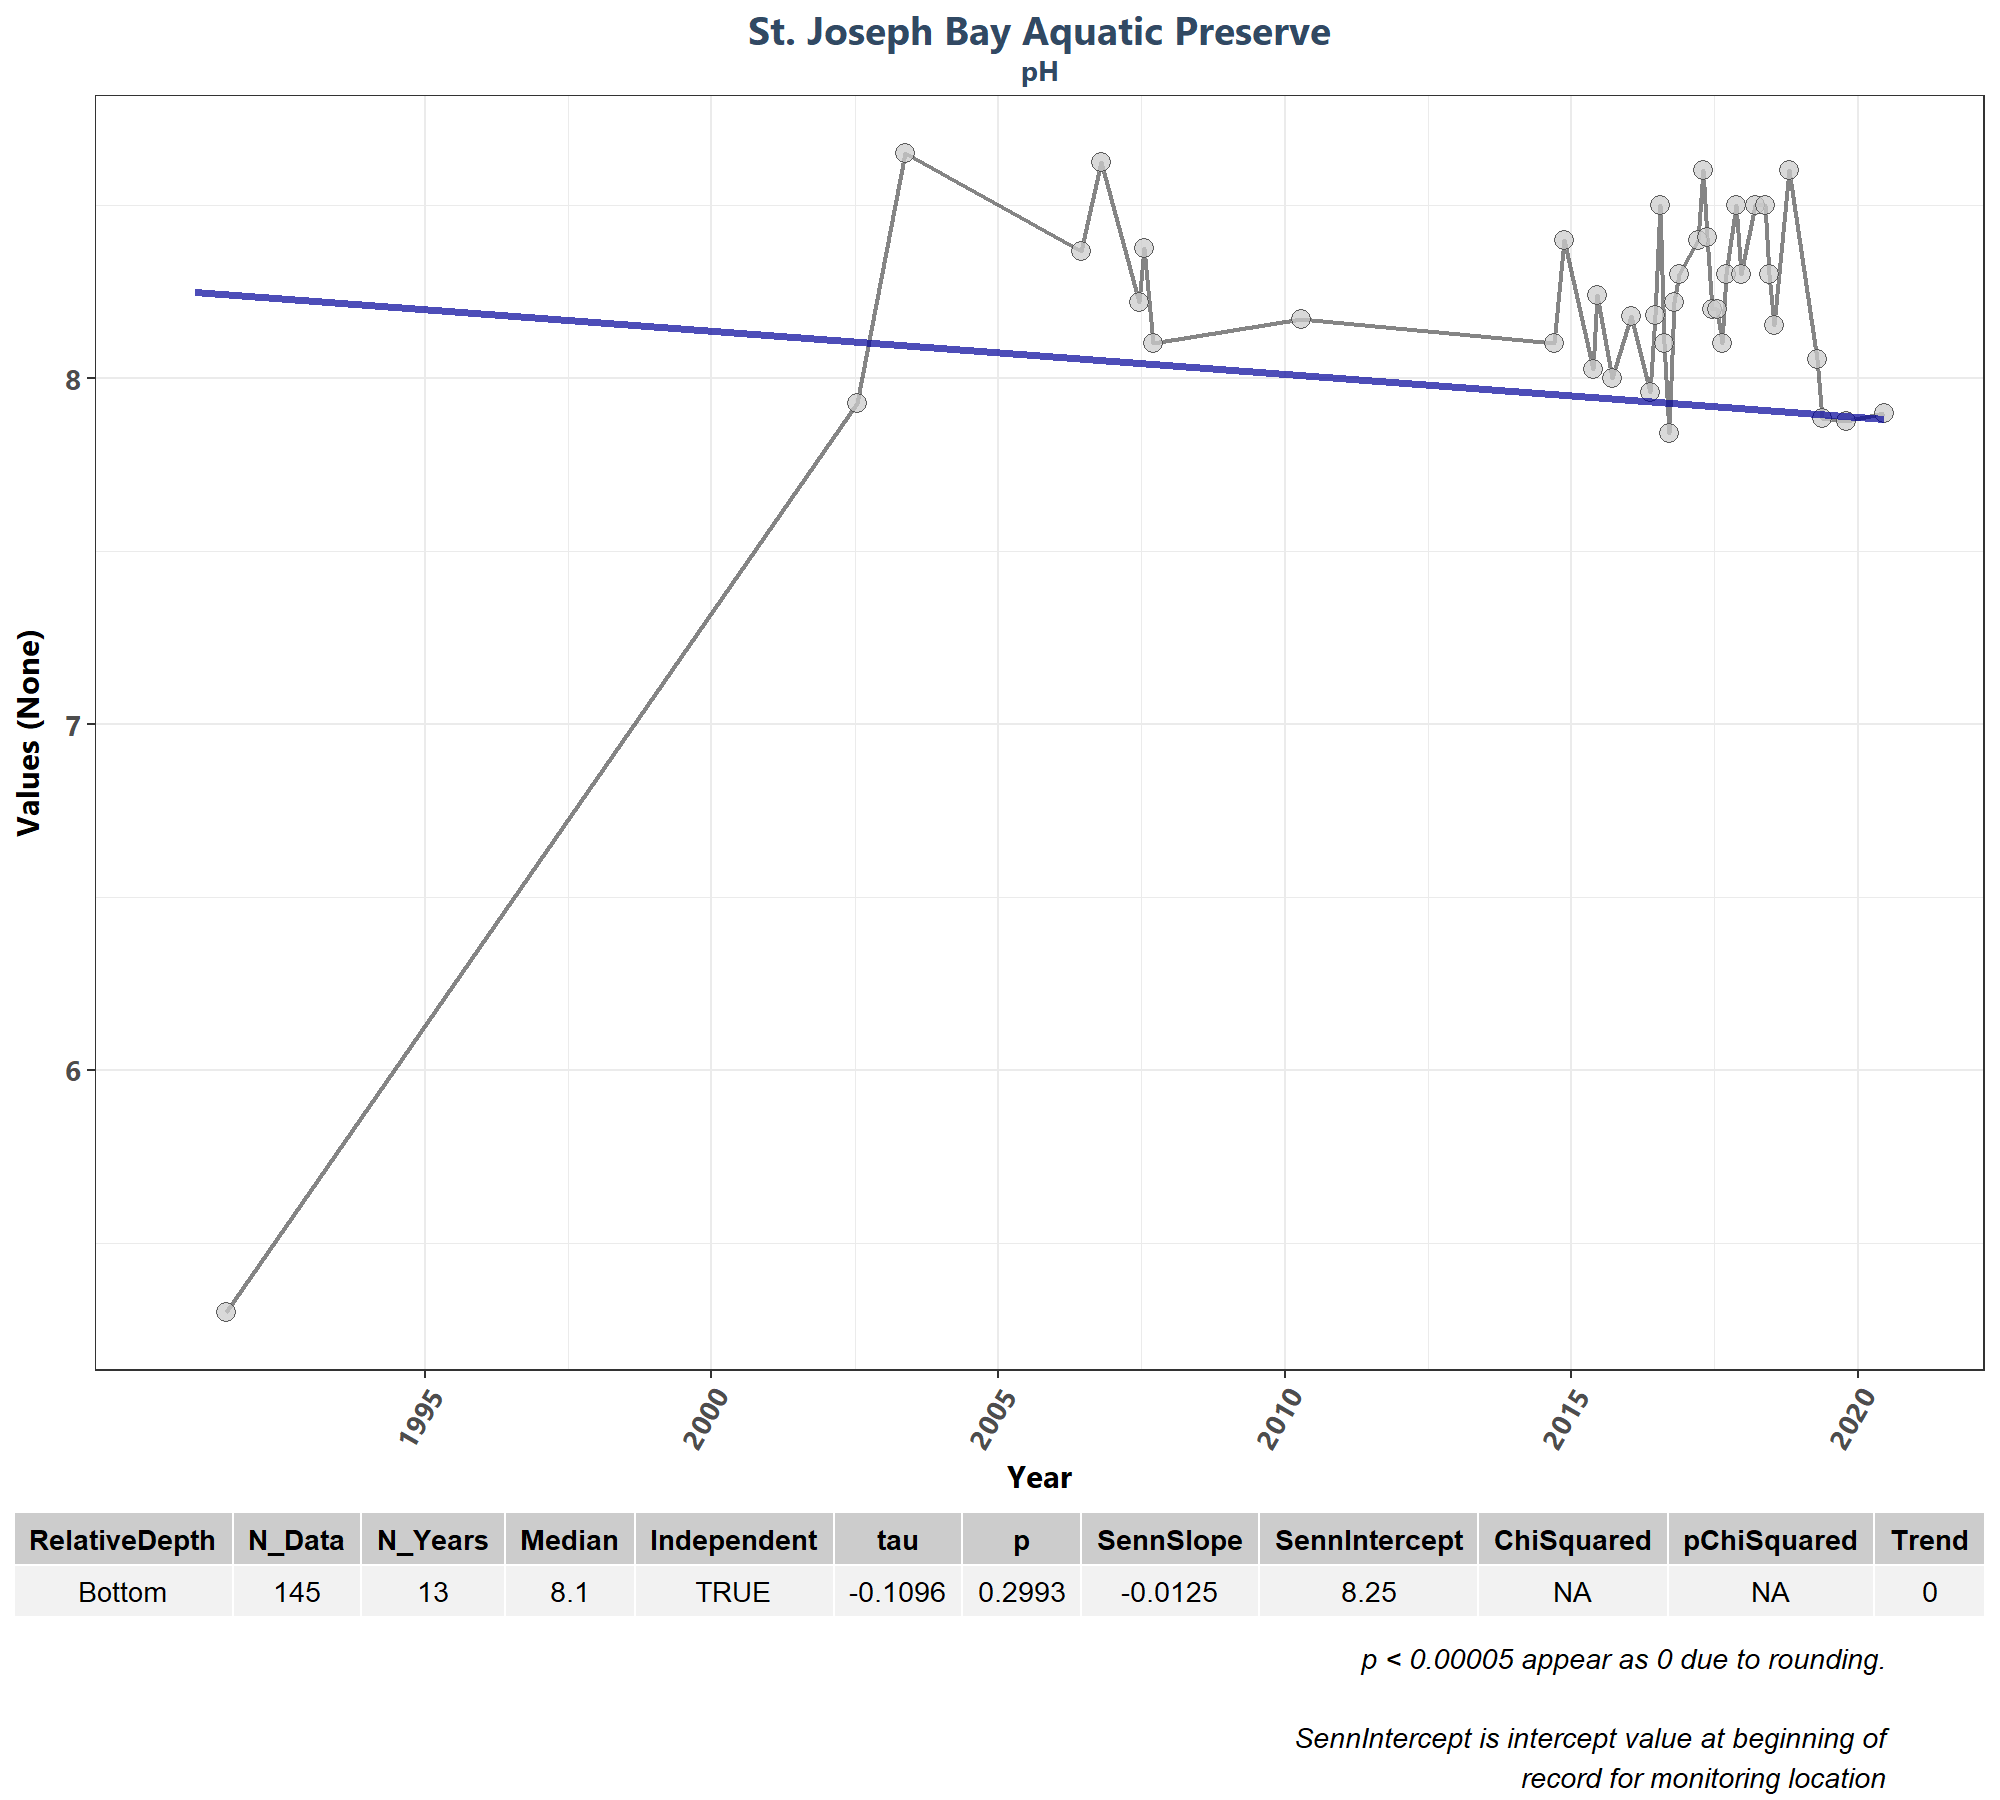 St. Joseph Bay Aquatic Preserve
pH
Values (None)
8
7
6
1995 2000 2005 2010 2015 2020
Year
RelativeDepth N_Data N_Years Median Independent tau p SennSlope SennIntercept ChiSquared pChiSquared Trend
Bottom 145 13 8.1 TRUE -0.1096 0.2993 -0.0125 8.25 NA NA 0
p < 0.00005 appear as 0 due to rounding.
SennIntercept is intercept value at beginning of
record for monitoring location